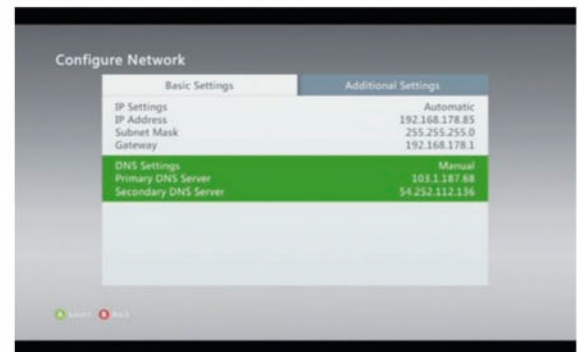 Configure Network
Basic Settings Additional Settings
IP Settings Automatic
IP Address 192.168.178.85
Subnet Mask 255.255.255.0
Gateway 192.168.178.1
DNS Settings Manual
Primary DNS Server 103.1.187.68
Secondary DNS Server 54.252.112.136
A Select B Back